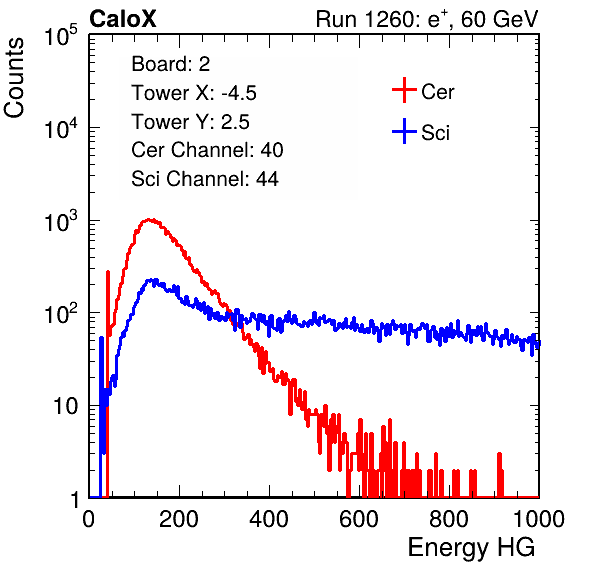 CaloX Run 1260: e⁺, 60 GeV
Counts
Board: 2
Tower X: -4.5
Tower Y: 2.5
Cer Channel: 40
Sci Channel: 44
Cer
Sci
10⁵
10⁴
10³
10²
10
1
0 200 400 600 800 1000
Energy HG